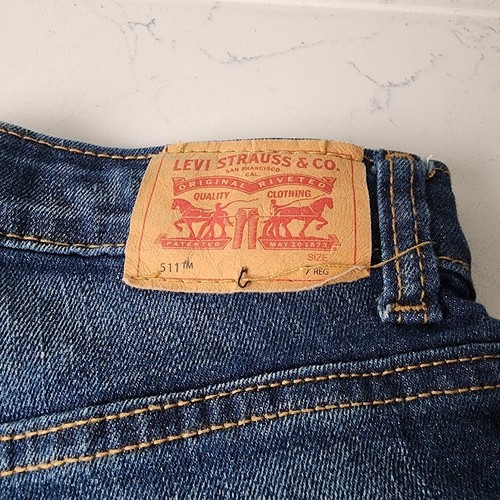 LEVI STRAUSS & CO.
SAN FRANCISCO
CAL.
ORIGINAL RIVETED
QUALITY CLOTHING
PATENTED MAY 20 1873
SIZE
511™ 7 REG